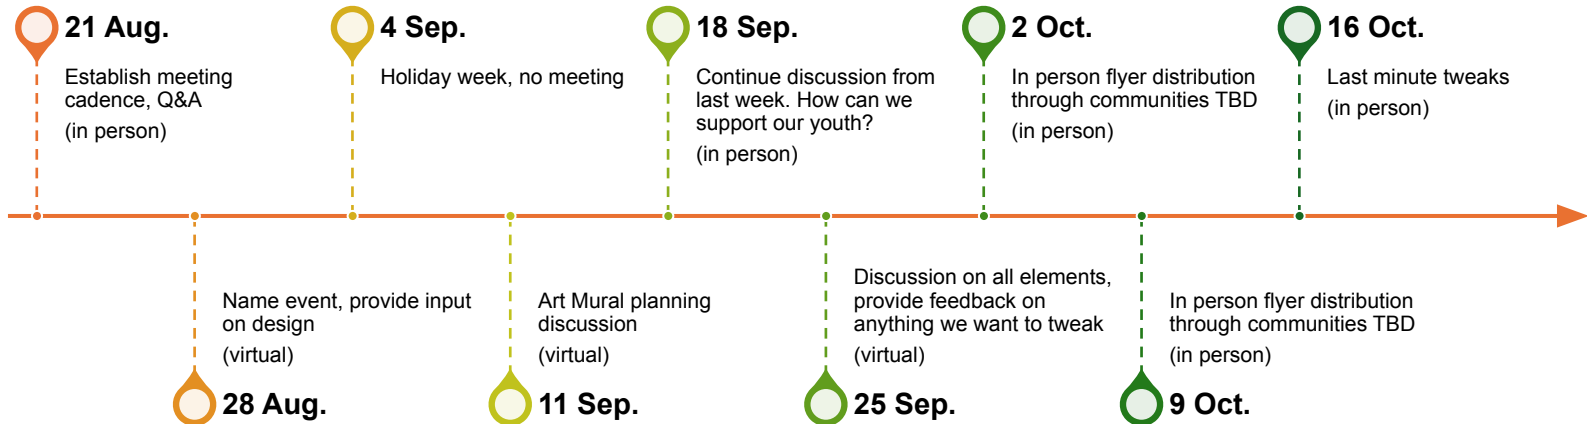 21 Aug.
Establish meeting
cadence, Q&A
(in person)
4 Sep.
Holiday week, no meeting
18 Sep.
Continue discussion from
last week. How can we
support our youth?
(in person)
2 Oct.
In person flyer distribution
through communities TBD
(in person)
16 Oct.
Last minute tweaks
(in person)
Name event, provide input
on design
(virtual)
28 Aug.
Art Mural planning
discussion
(virtual)
11 Sep.
Discussion on all elements,
provide feedback on
anything we want to tweak
(virtual)
25 Sep.
In person flyer distribution
through communities TBD
(in person)
9 Oct.